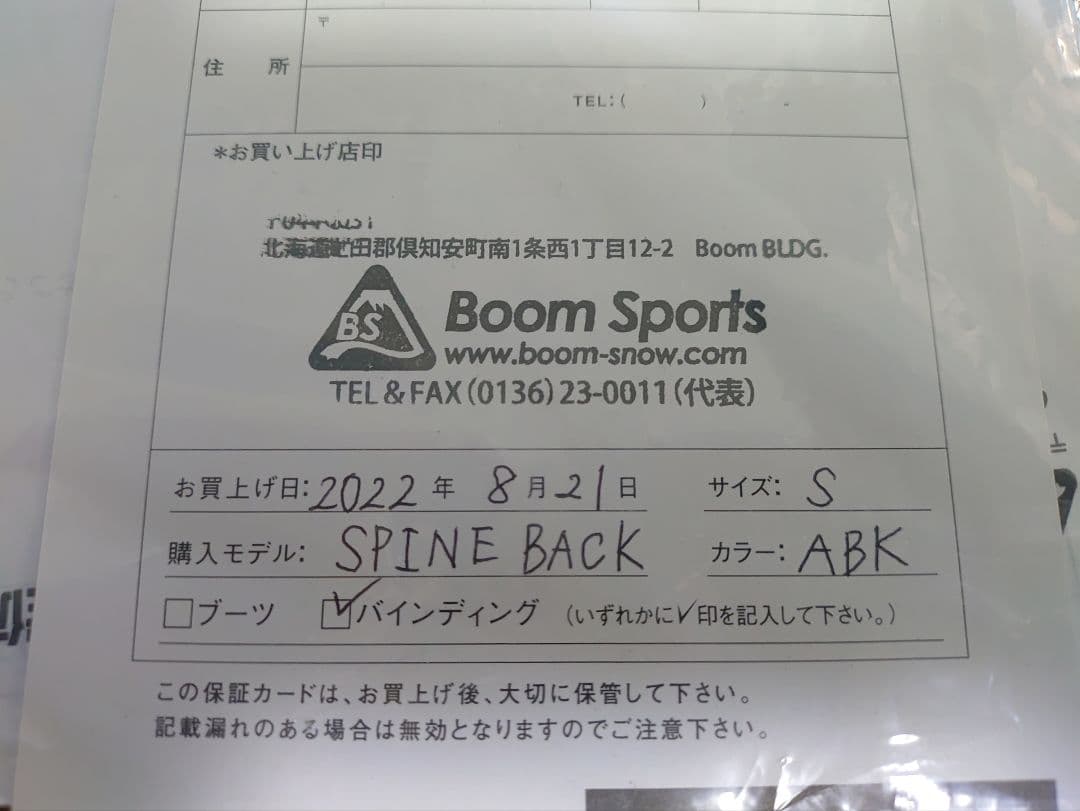 〒
住 所
TEL:( ) -
*お買い上げ店印
北海道虻田郡倶知安町南1条西1丁目12-2 Boom BLDG.
BS
Boom Sports
www.boom-snow.com
TEL & FAX (0136) 23-0011 (代表)
お買上げ日: 2022 年 8 月 21 日 サイズ: S
購入モデル: SPINE BACK カラー: ABK
□ブーツ ☑バインディング (いずれかに✓印を記入して下さい。)
この保証カードは、お買上げ後、大切に保管して下さい。
記載漏れのある場合は無効となりますのでご注意下さい。